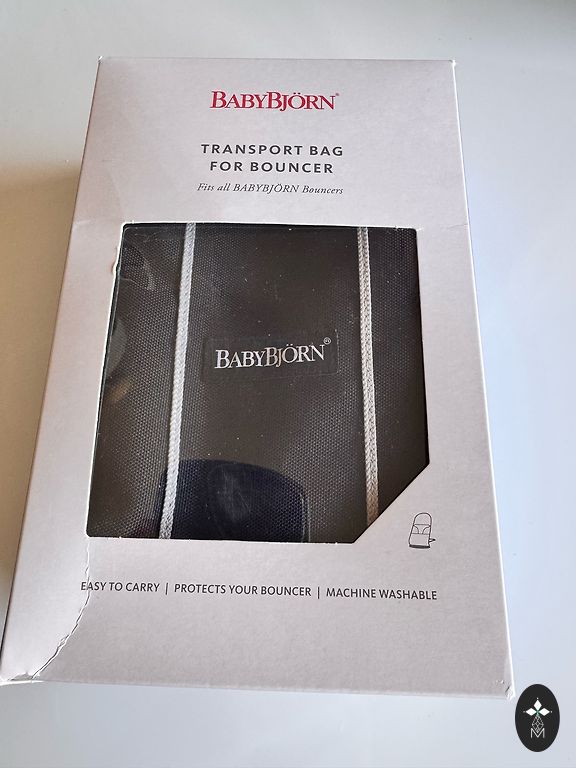 BABYBJÖRN®
TRANSPORT BAG
FOR BOUNCER
Fits all BABYBJÖRN Bouncers
BABYBJÖRN®
EASY TO CARRY | PROTECTS YOUR BOUNCER | MACHINE WASHABLE
M